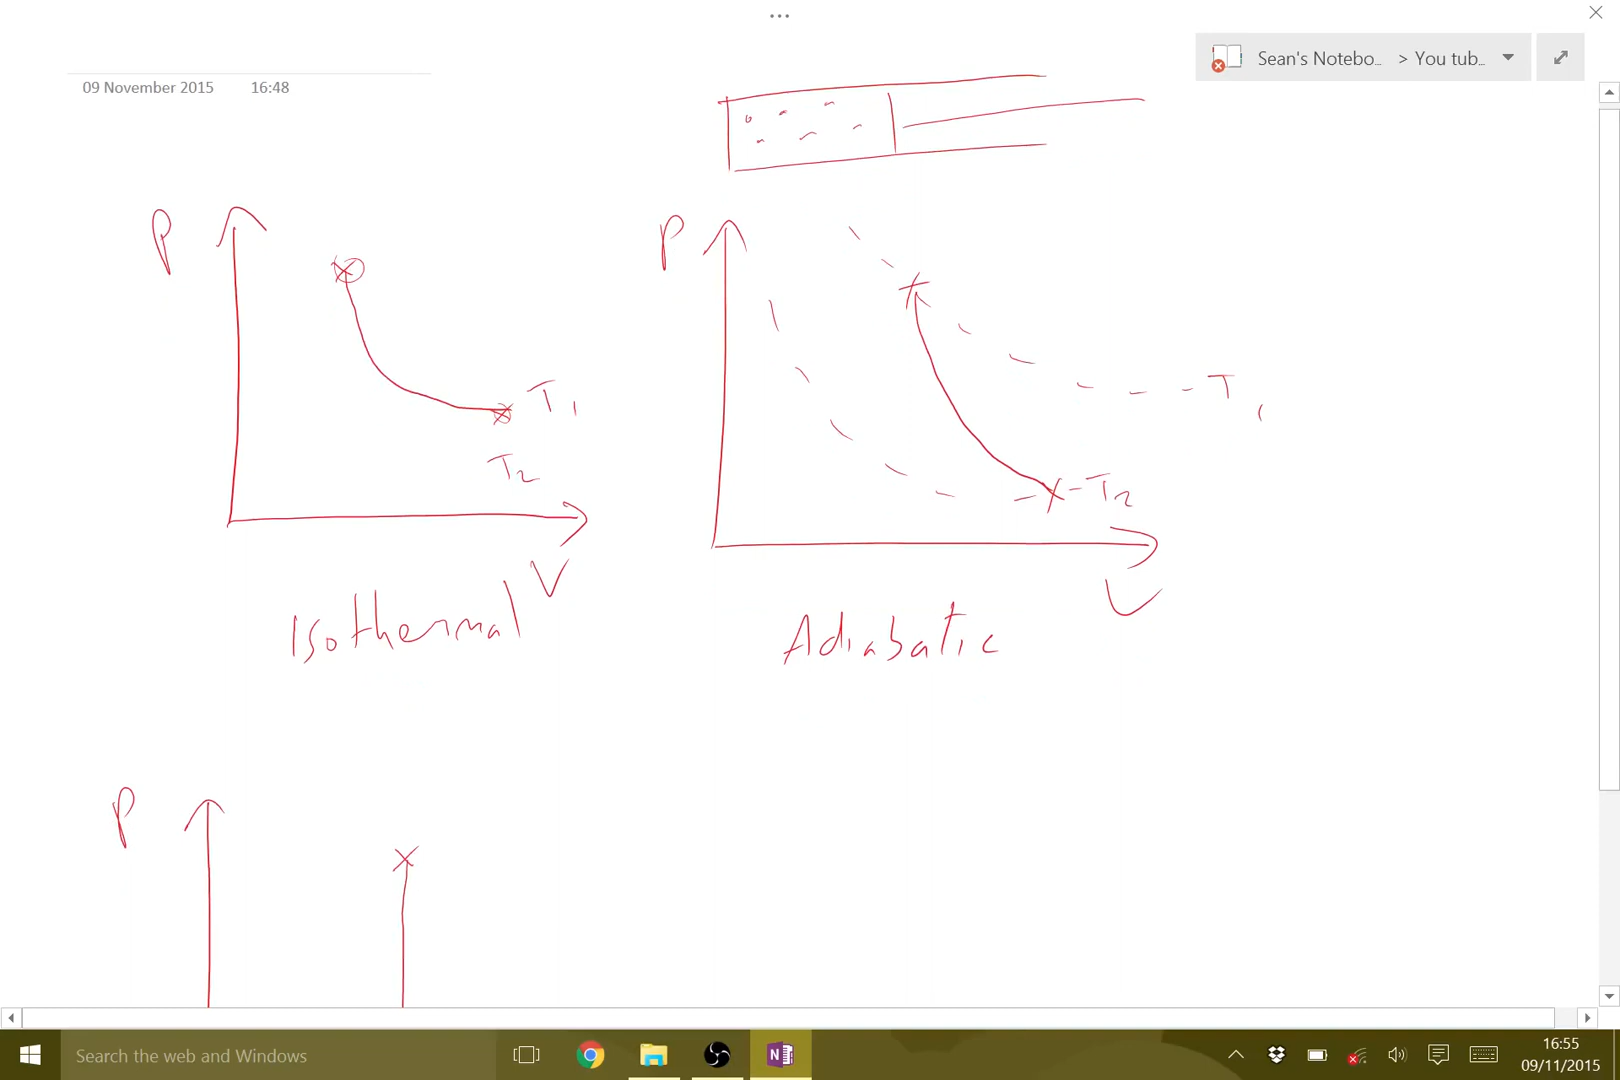 Sean's Notebo... > You tub...
09 November 2015 16:48
P
P
T1
T1
T2
T2
V
V
Isothermal
Adiabatic
P
Search the web and Windows
N
16:55
09/11/2015